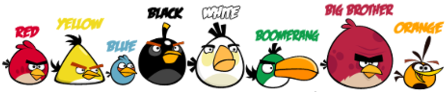 RED
YELLOW
BLUE
BLACK
WHITE
BOOMERANG
BIG BROTHER
ORANGE